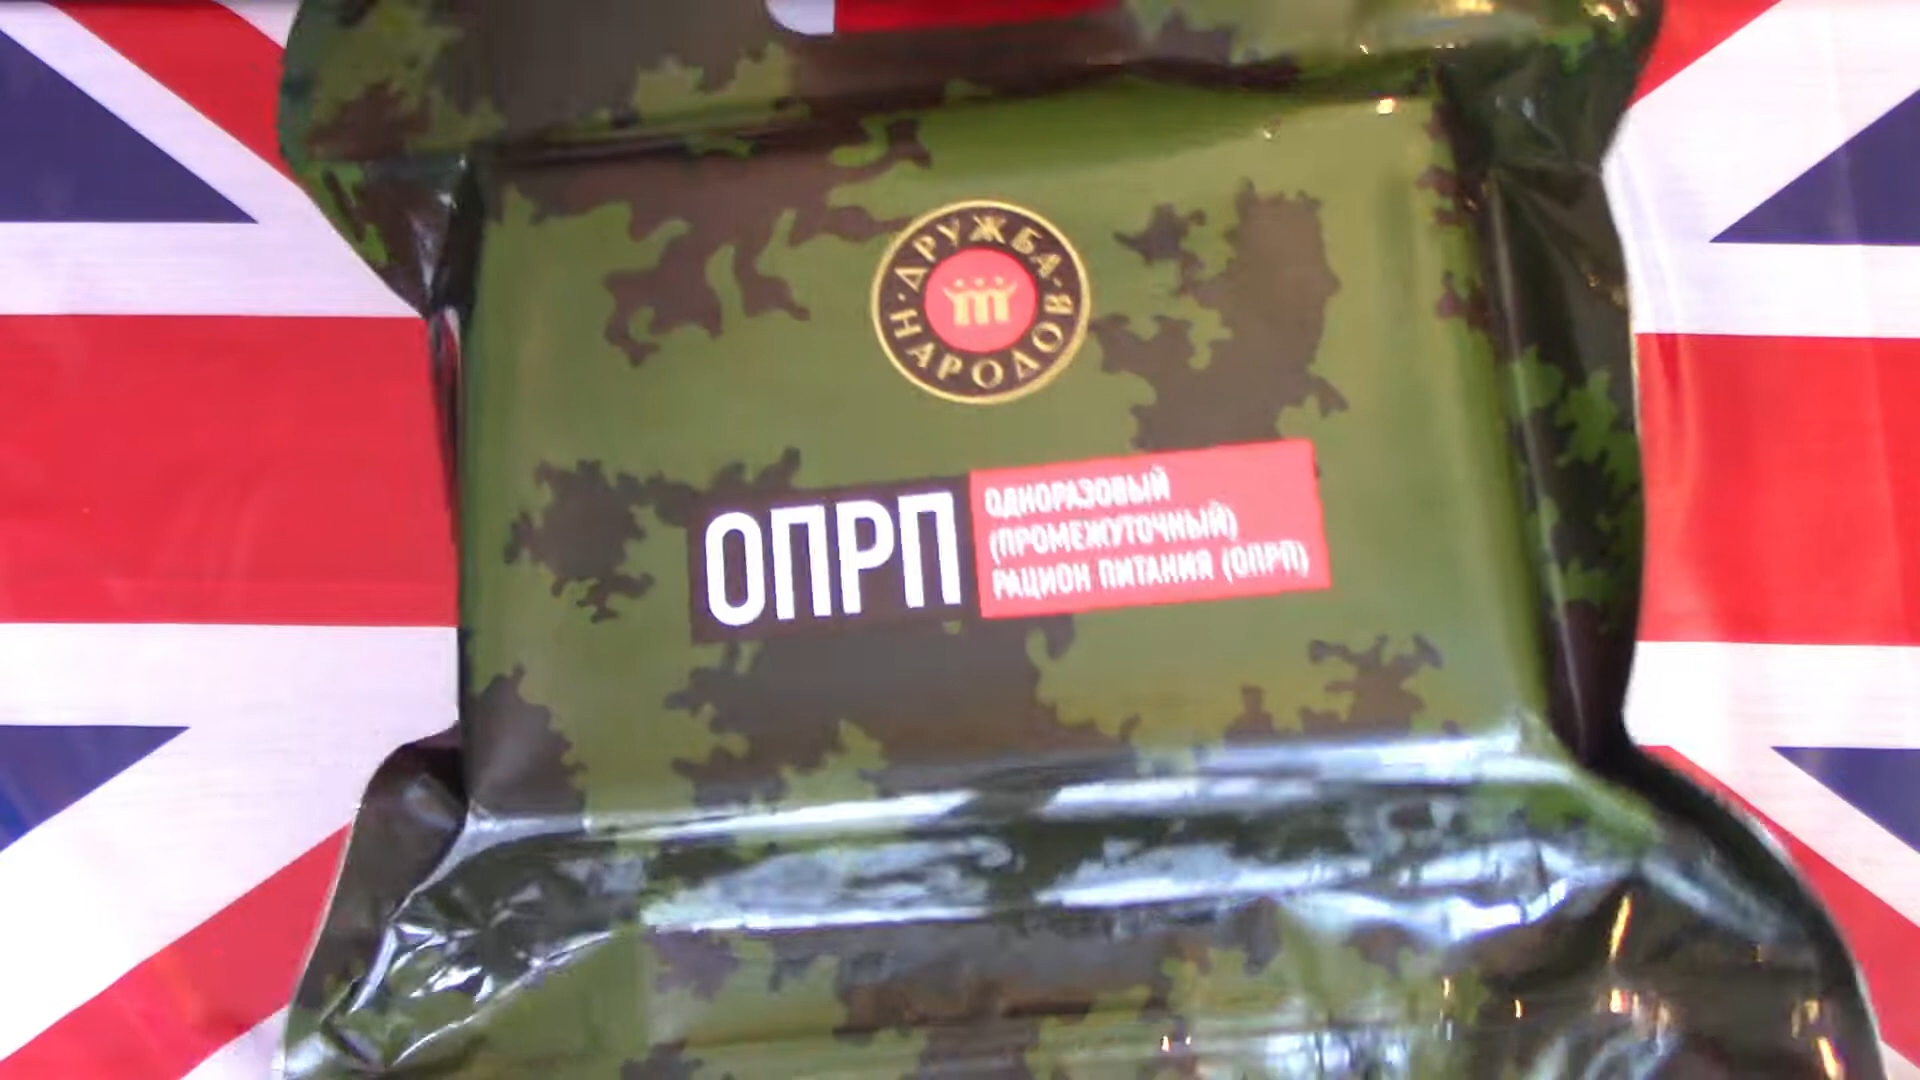 ДРУЖБА
НАРОДОВ
ОПРП
ОДНОРАЗОВЫЙ
(ПРОМЕЖУТОЧНЫЙ)
РАЦИОН ПИТАНИЯ (ОПРП)